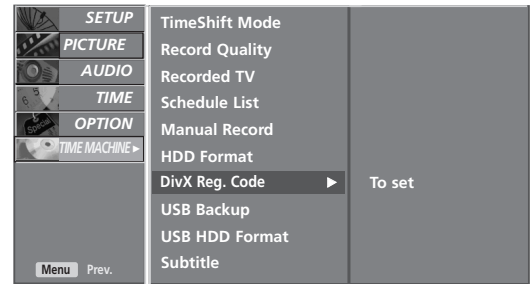 SETUP
PICTURE
AUDIO
TIME
OPTION
TIME MACHINE ►
Menu Prev.
TimeShift Mode
Record Quality
Recorded TV
Schedule List
Manual Record
HDD Format
DivX Reg. Code ►
USB Backup
USB HDD Format
Subtitle
To set